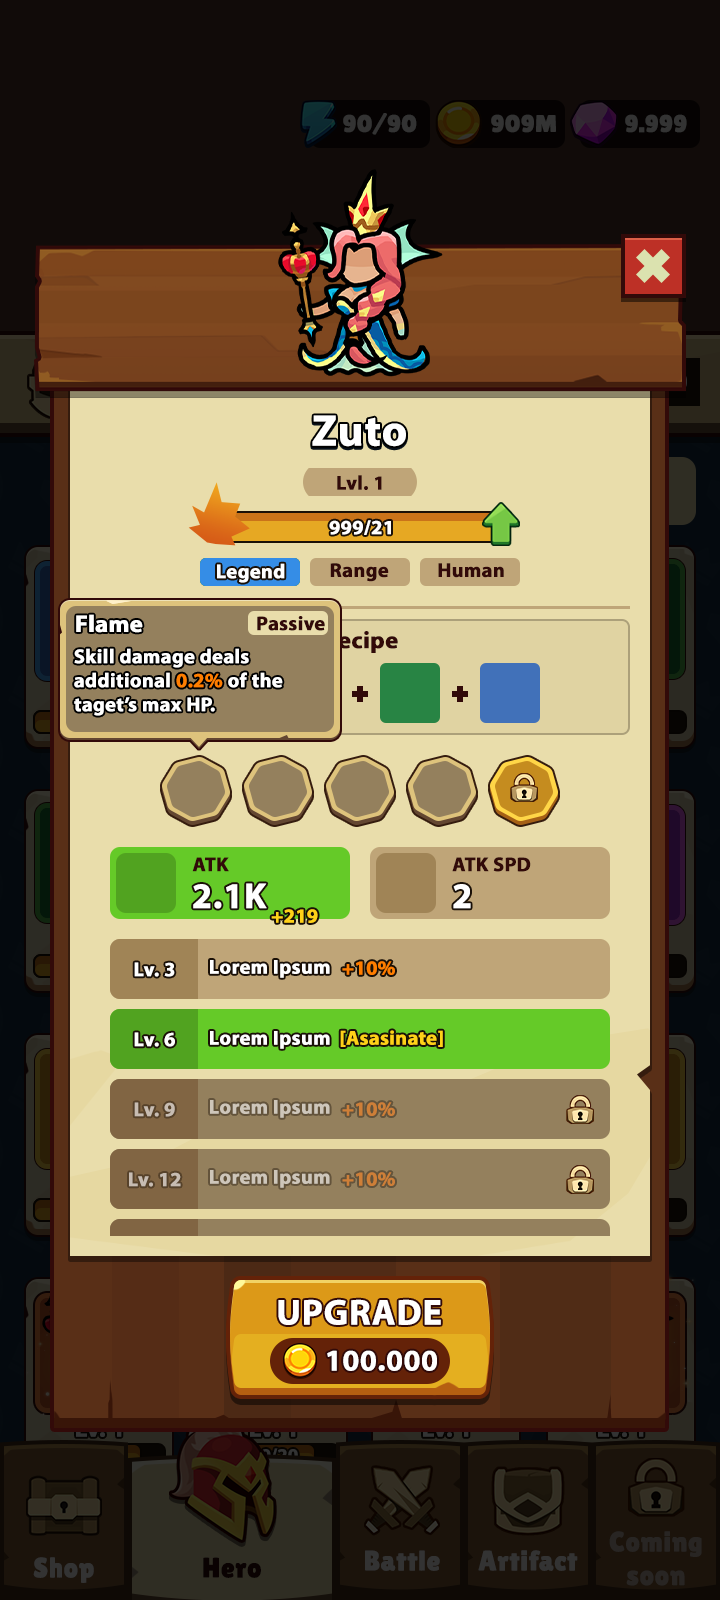 90/90
909M
9.999
Zuto
Lvl. 1
999/21
Legend
Range
Human
Flame
Passive
Skill damage deals
additional 0.2% of the
taget's max HP.
ecipe
+
+
ATK
2.1K
+219
ATK SPD
2
Lv. 3
Lorem Ipsum +10%
Lv. 6
Lorem Ipsum [Asasinate]
Lv. 9
Lorem Ipsum +10%
Lv. 12
Lorem Ipsum +10%
UPGRADE
100.000
Shop
Hero
Battle
Artifact
Coming
soon